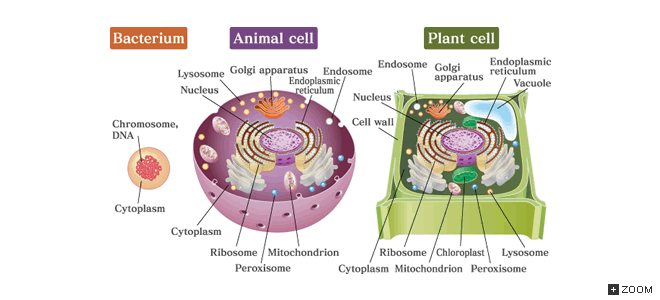 Bacterium
Chromosome,
DNA
Cytoplasm
Animal cell
Lysosome
Golgi apparatus
Endosome
Nucleus
Endoplasmic
reticulum
Cytoplasm
Ribosome
Mitochondrion
Peroxisome
Plant cell
Endosome
Golgi
apparatus
Endoplasmic
reticulum
Vacuole
Nucleus
Cell wall
Ribosome
Chloroplast
Lysosome
Cytoplasm
Mitochondrion
Peroxisome
+ ZOOM